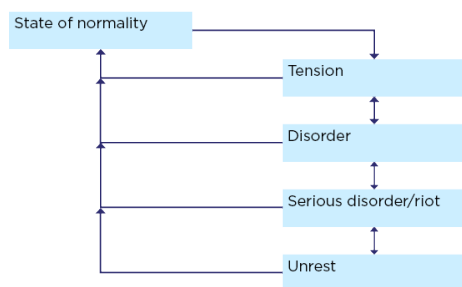 State of normality
Tension
Disorder
Serious disorder/riot
Unrest